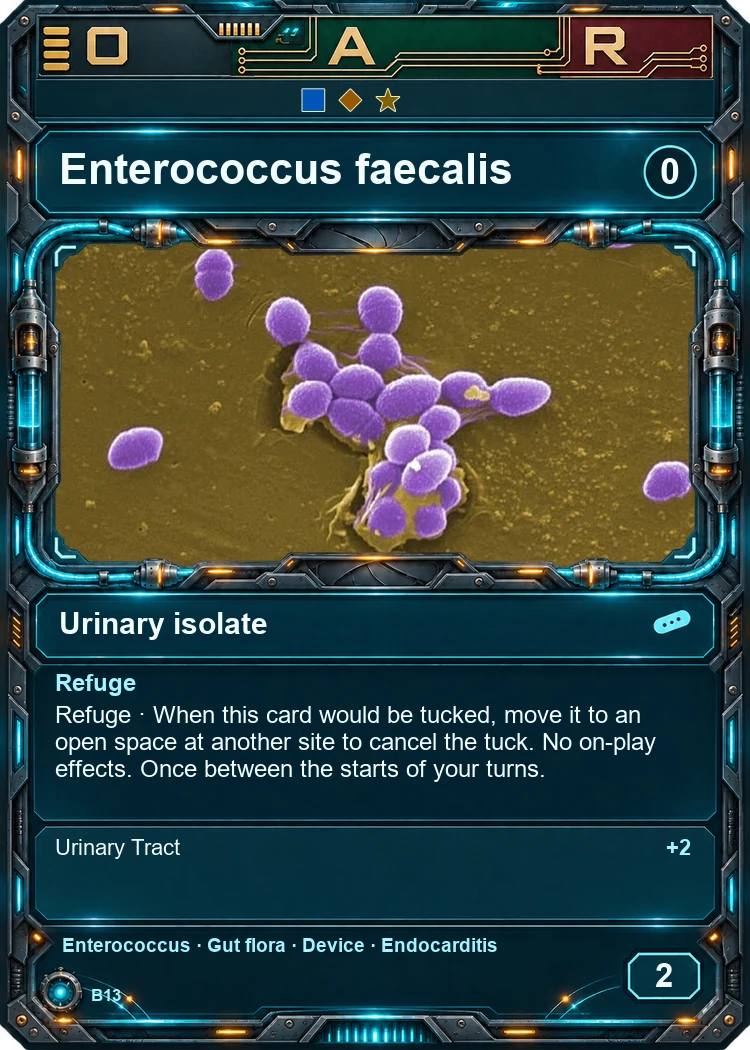 O A R
Enterococcus faecalis 0
Urinary isolate
Refuge
Refuge · When this card would be tucked, move it to an
open space at another site to cancel the tuck. No on-play
effects. Once between the starts of your turns.
Urinary Tract +2
Enterococcus · Gut flora · Device · Endocarditis
B13
2